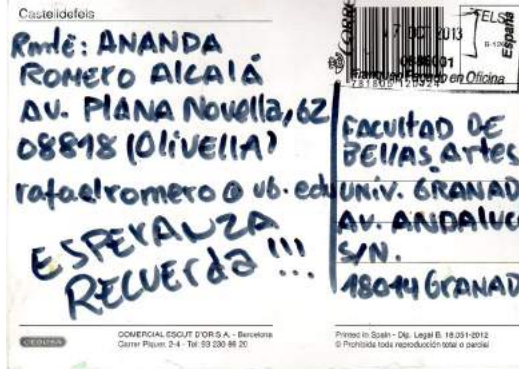 Castelldefels
Rmte: ANANDA
ROMERO AlCAlÁ
AV. PlANA Novella, 62
08818 (OliVEllA)
rafaelromero@ub.edu
ESPERANZA
RECUERda!!!
7 OCT 2013
TELS
España
Franqueo Pagado en Oficina
FACUltAD DE
BEllAS Artes
UNIV. GRANAD
AV. ANDALUC
S/N.
18014 GRANAD
COMERCIAL ESCUT D'OR S.A. - Barcelona
Printed in Spain - Dip. Legal B. 18.051-2012
© Prohibida toda reproducción total o parcial